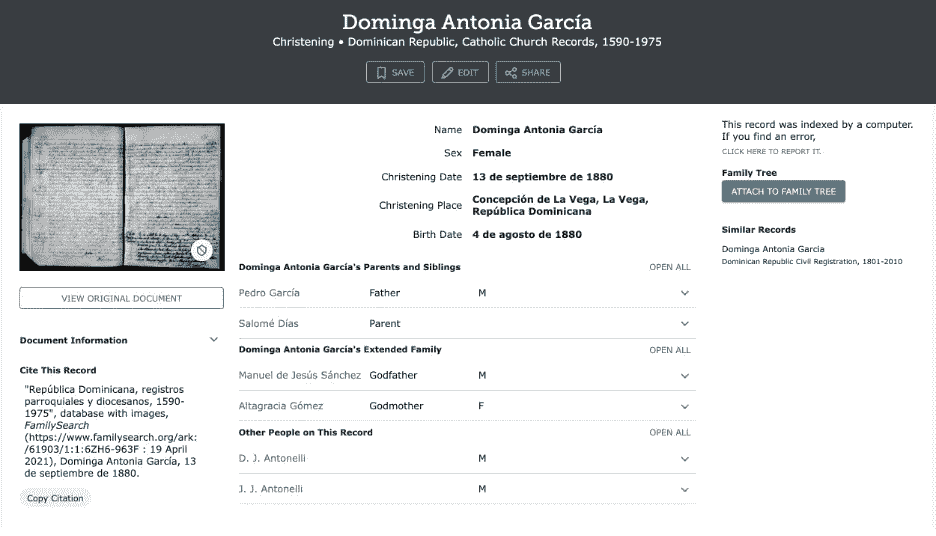 Dominga Antonia García
Christening • Dominican Republic, Catholic Church Records, 1590-1975
SAVE EDIT SHARE
VIEW ORIGINAL DOCUMENT
Document Information
Cite This Record
"República Dominicana, registros
parroquiales y diocesanos, 1590-
1975", database with images,
FamilySearch
(https://www.familysearch.org/ark:
/61903/1:1:6ZH6-963F : 19 April
2021), Dominga Antonia García, 13
de septiembre de 1880.
Copy Citation
Name Dominga Antonia García
Sex Female
Christening Date 13 de septiembre de 1880
Christening Place Concepción de La Vega, La Vega,
República Dominicana
Birth Date 4 de agosto de 1880
Dominga Antonia García's Parents and Siblings OPEN ALL
Pedro García Father M
Salomé Días Parent
Dominga Antonia García's Extended Family OPEN ALL
Manuel de Jesús Sánchez Godfather M
Altagracia Gómez Godmother F
Other People on This Record OPEN ALL
D. J. Antonelli M
J. J. Antonelli M
This record was indexed by a computer.
If you find an error,
CLICK HERE TO REPORT IT.
Family Tree
ATTACH TO FAMILY TREE
Similar Records
Dominga Antonia Garcia
Dominican Republic Civil Registration, 1801-2010